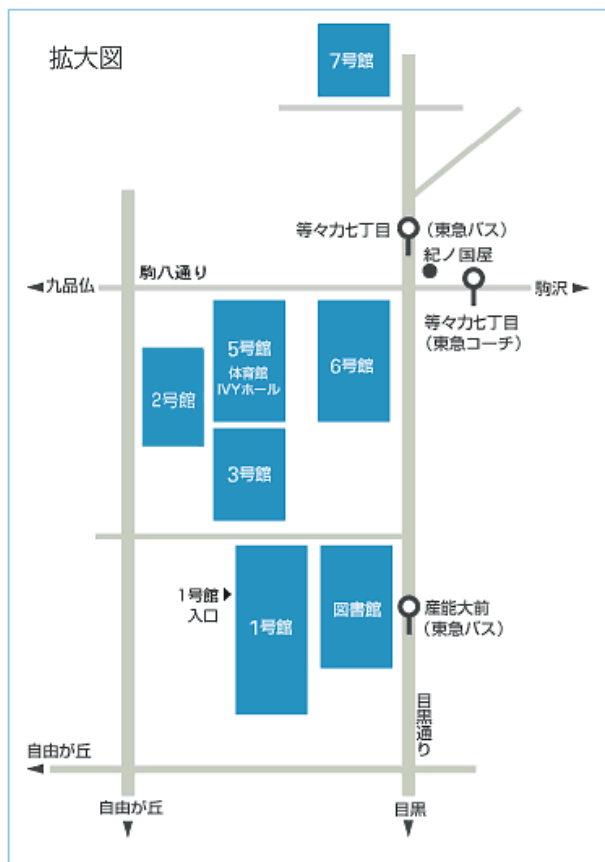 拡大図
7号館
等々力七丁目
(東急バス)
紀ノ国屋
駒八通り
九品仏
駒沢
等々力七丁目
(東急コーチ)
5号館
体育館
IVYホール
6号館
2号館
3号館
1号館
入口
1号館
図書館
産能大前
(東急バス)
目黒通り
自由が丘
自由が丘
目黒